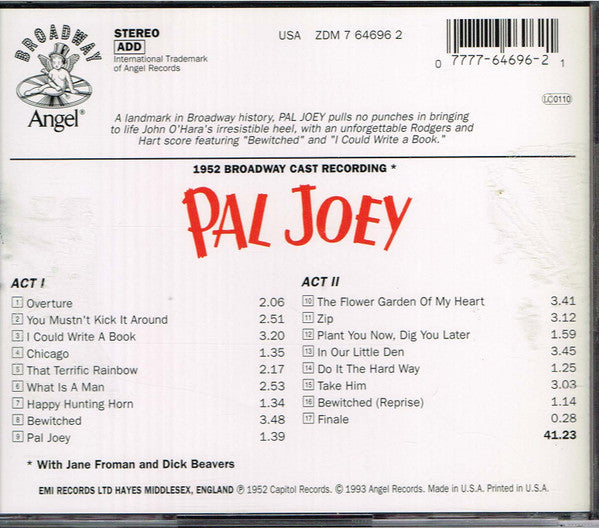 BROADWAY
Angel®
STEREO
ADD
International Trademark
of Angel Records
USA ZDM 7 64696 2
0 7777-64696-2 1
LC0110
A landmark in Broadway history, PAL JOEY pulls no punches in bringing
to life John O'Hara's irresistible heel, with an unforgettable Rodgers and
Hart score featuring "Bewitched" and "I Could Write a Book."
1952 BROADWAY CAST RECORDING *
PAL JOEY
ACT I
1 Overture 2.06
2 You Mustn't Kick It Around 2.51
3 I Could Write A Book 3.20
4 Chicago 1.35
5 That Terrific Rainbow 2.17
6 What Is A Man 2.53
7 Happy Hunting Horn 1.34
8 Bewitched 3.48
9 Pal Joey 1.39
ACT II
10 The Flower Garden Of My Heart 3.41
11 Zip 3.12
12 Plant You Now, Dig You Later 1.59
13 In Our Little Den 3.45
14 Do It The Hard Way 1.25
15 Take Him 3.03
16 Bewitched (Reprise) 1.14
17 Finale 0.28
41.23
* With Jane Froman and Dick Beavers
EMI RECORDS LTD HAYES MIDDLESEX, ENGLAND ℗ 1952 Capitol Records. © 1993 Angel Records. Made in U.S.A. Printed in U.S.A.